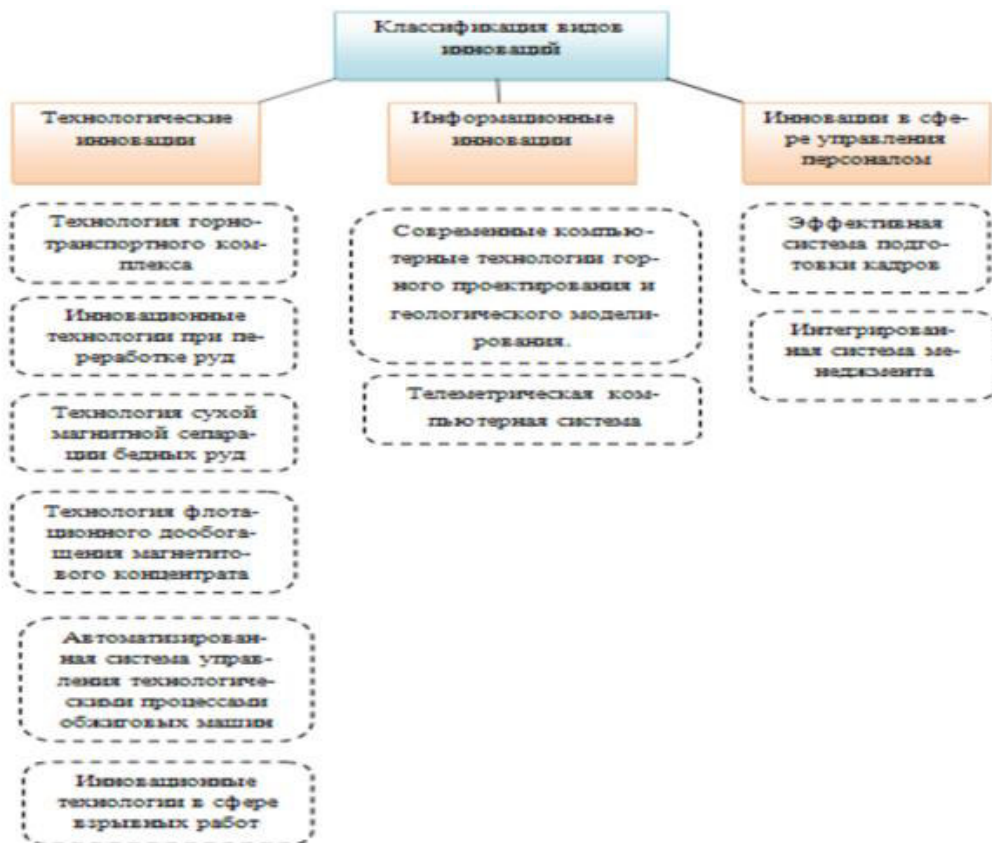 Классификация видов
инноваций
Технологические
инновации
Информационные
инновации
Инновации в сфе-
ре управления
персоналом
Технология горно-
транспортного ком-
плекса
Инновационные
технологии при пе-
реработке руд
Технология сухой
магнитной сепара-
ции бедных руд
Технология флота-
ционного дообога-
щения магнетито-
вого концентрата
Автоматизирован-
ная система управ-
ления технологиче-
скими процессами
обжиговых машин
Инновационные
технологии в сфере
взрывных работ
Современные компью-
терные технологии гор-
ного проектирования и
геологического модели-
рования.
Телеметрическая ком-
пьютерная система
Эффективная
система подго-
товки кадров
Интегрирован-
ная система ме-
неджмента